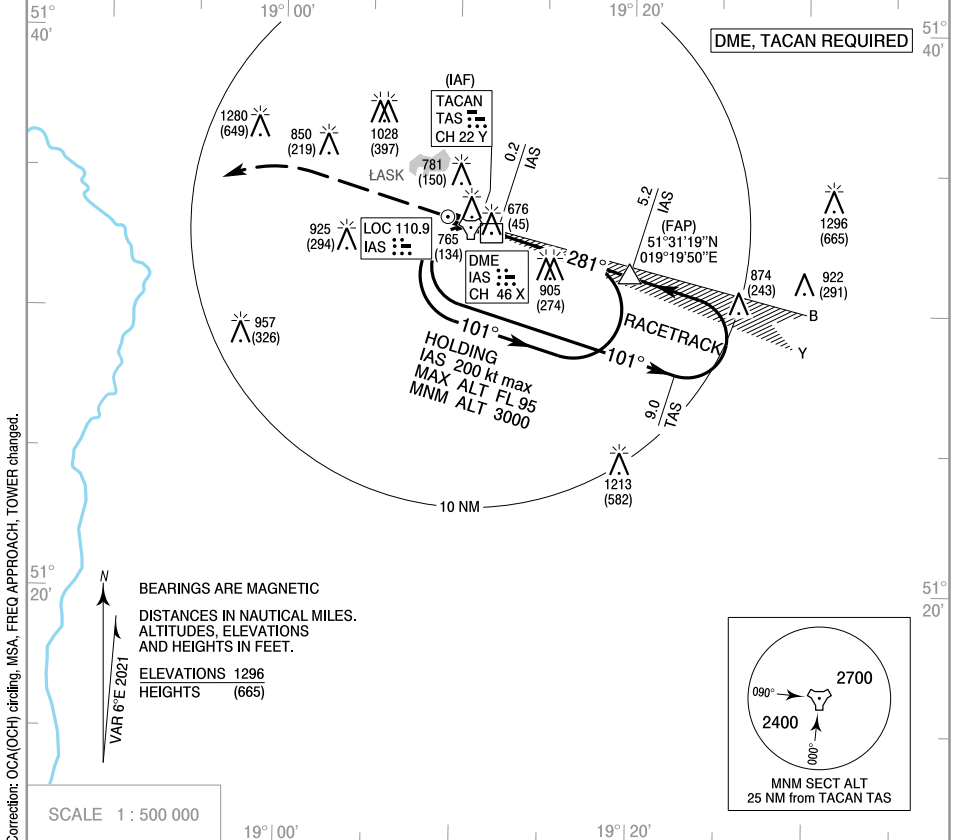 51°
40'
19° 00'
19° 20'
51°
40'
DME, TACAN REQUIRED
(IAF)
TACAN
TAS
CH 22 Y
1280
(649)
850
(219)
1028
(397)
ŁASK
781
(150)
0.2
IAS
676
(45)
5.2
IAS
(FAP)
51°31'19"N
019°19'50"E
1296
(665)
925
(294)
LOC 110.9
IAS
765
(134)
DME
IAS
CH 46 X
281°
905
(274)
874
(243)
922
(291)
B
Y
957
(326)
101°
RACETRACK
101°
HOLDING
IAS 200 kt max
MAX ALT FL 95
MNM ALT 3000
9.0
TAS
1213
(582)
10 NM
51°
20'
51°
20'
N
VAR 6°E 2021
BEARINGS ARE MAGNETIC
DISTANCES IN NAUTICAL MILES.
ALTITUDES, ELEVATIONS
AND HEIGHTS IN FEET.
ELEVATIONS 1296
HEIGHTS (665)
090°
2700
2400
000°
MNM SECT ALT
25 NM from TACAN TAS
SCALE 1 : 500 000
19° 00'
19° 20'
Correction: OCA(OCH) circling, MSA, FREQ APPROACH, TOWER changed.